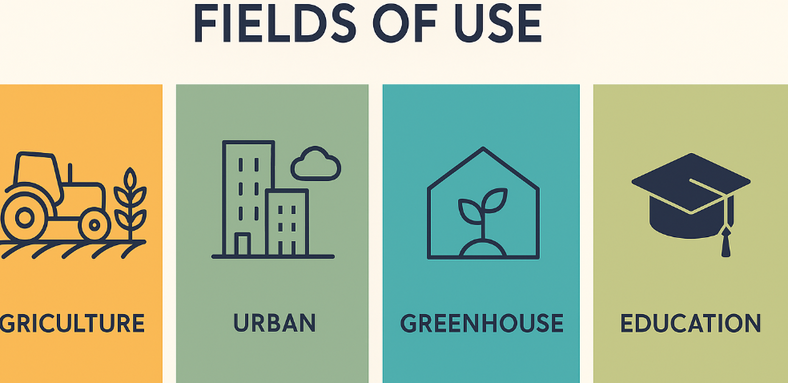 FIELDS OF USE
GRICULTURE
URBAN
GREENHOUSE
EDUCATION